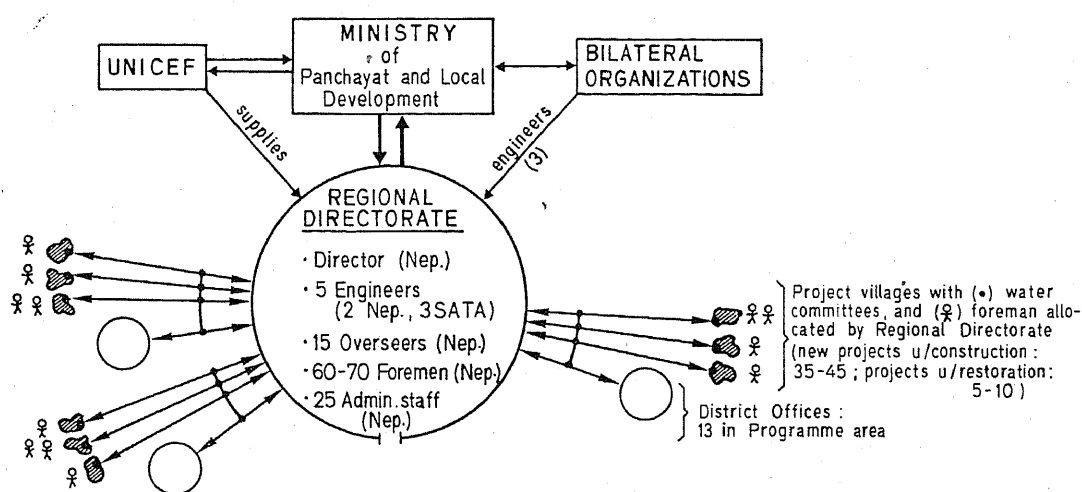 UNICEF
MINISTRY
of
Panchayat and Local
Development
BILATERAL
ORGANIZATIONS
supplies
engineers
(3)
REGIONAL
DIRECTORATE
· Director (Nep.)
· 5 Engineers
(2 Nep., 3SATA)
· 15 Overseers (Nep.)
· 60-70 Foremen (Nep.)
· 25 Admin. staff
(Nep.)
Project villages with (•) water
committees, and (웃) foreman allo-
cated by Regional Directorate
(new projects u/construction :
35-45 ; projects u/restoration:
5-10 )
District Offices :
13 in Programme area